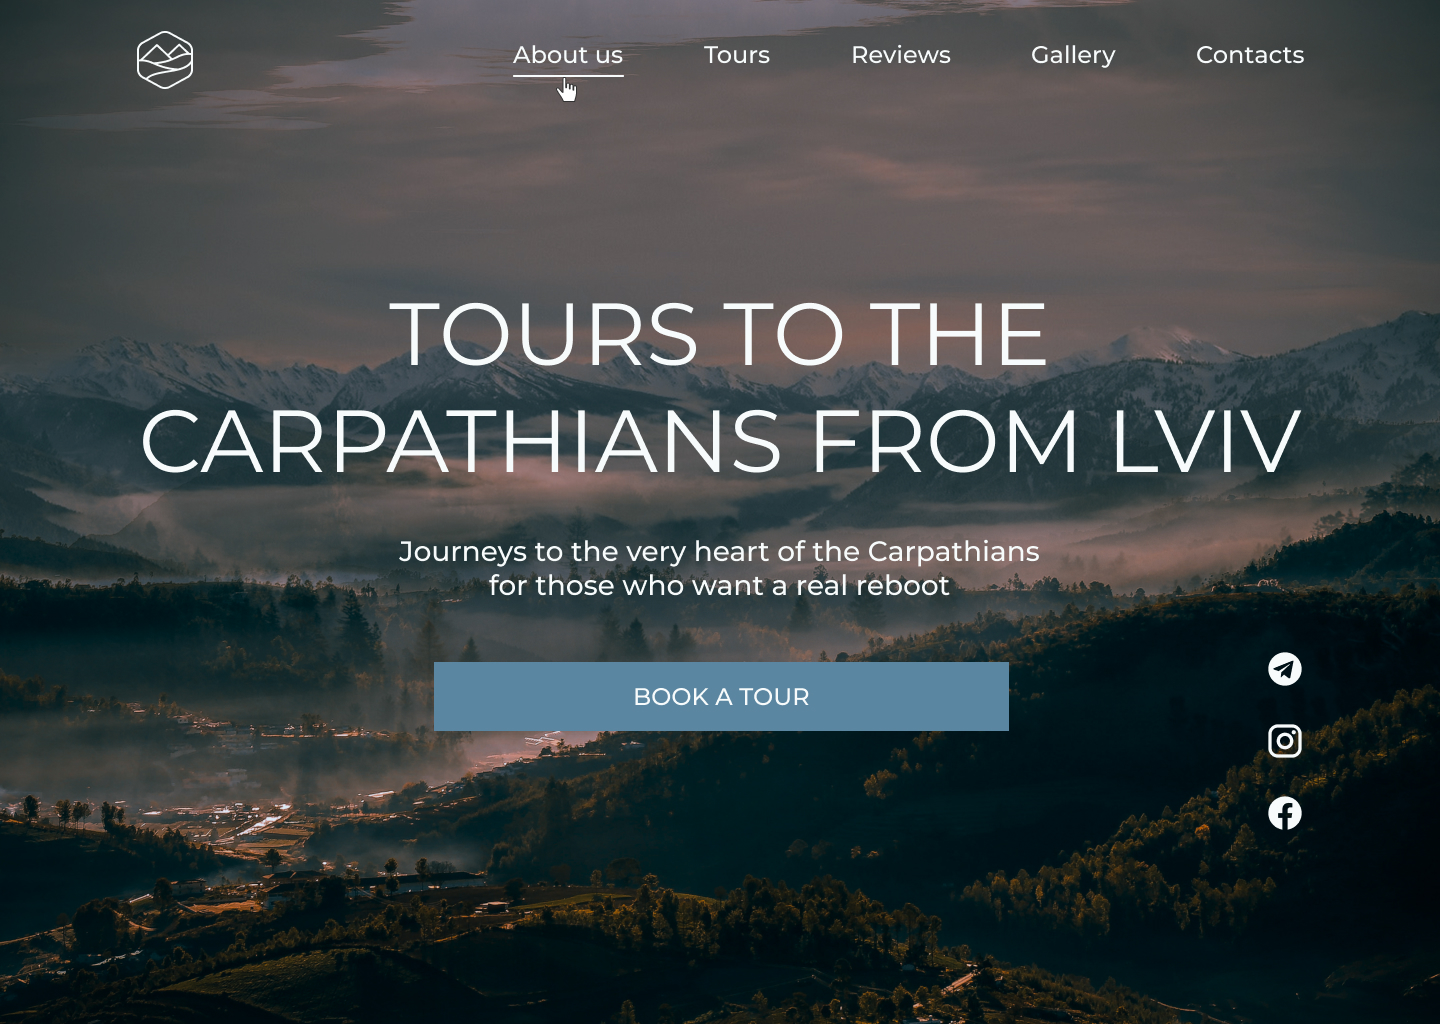 About us
Tours
Reviews
Gallery
Contacts
TOURS TO THE
CARPATHIANS FROM LVIV
Journeys to the very heart of the Carpathians
for those who want a real reboot
BOOK A TOUR